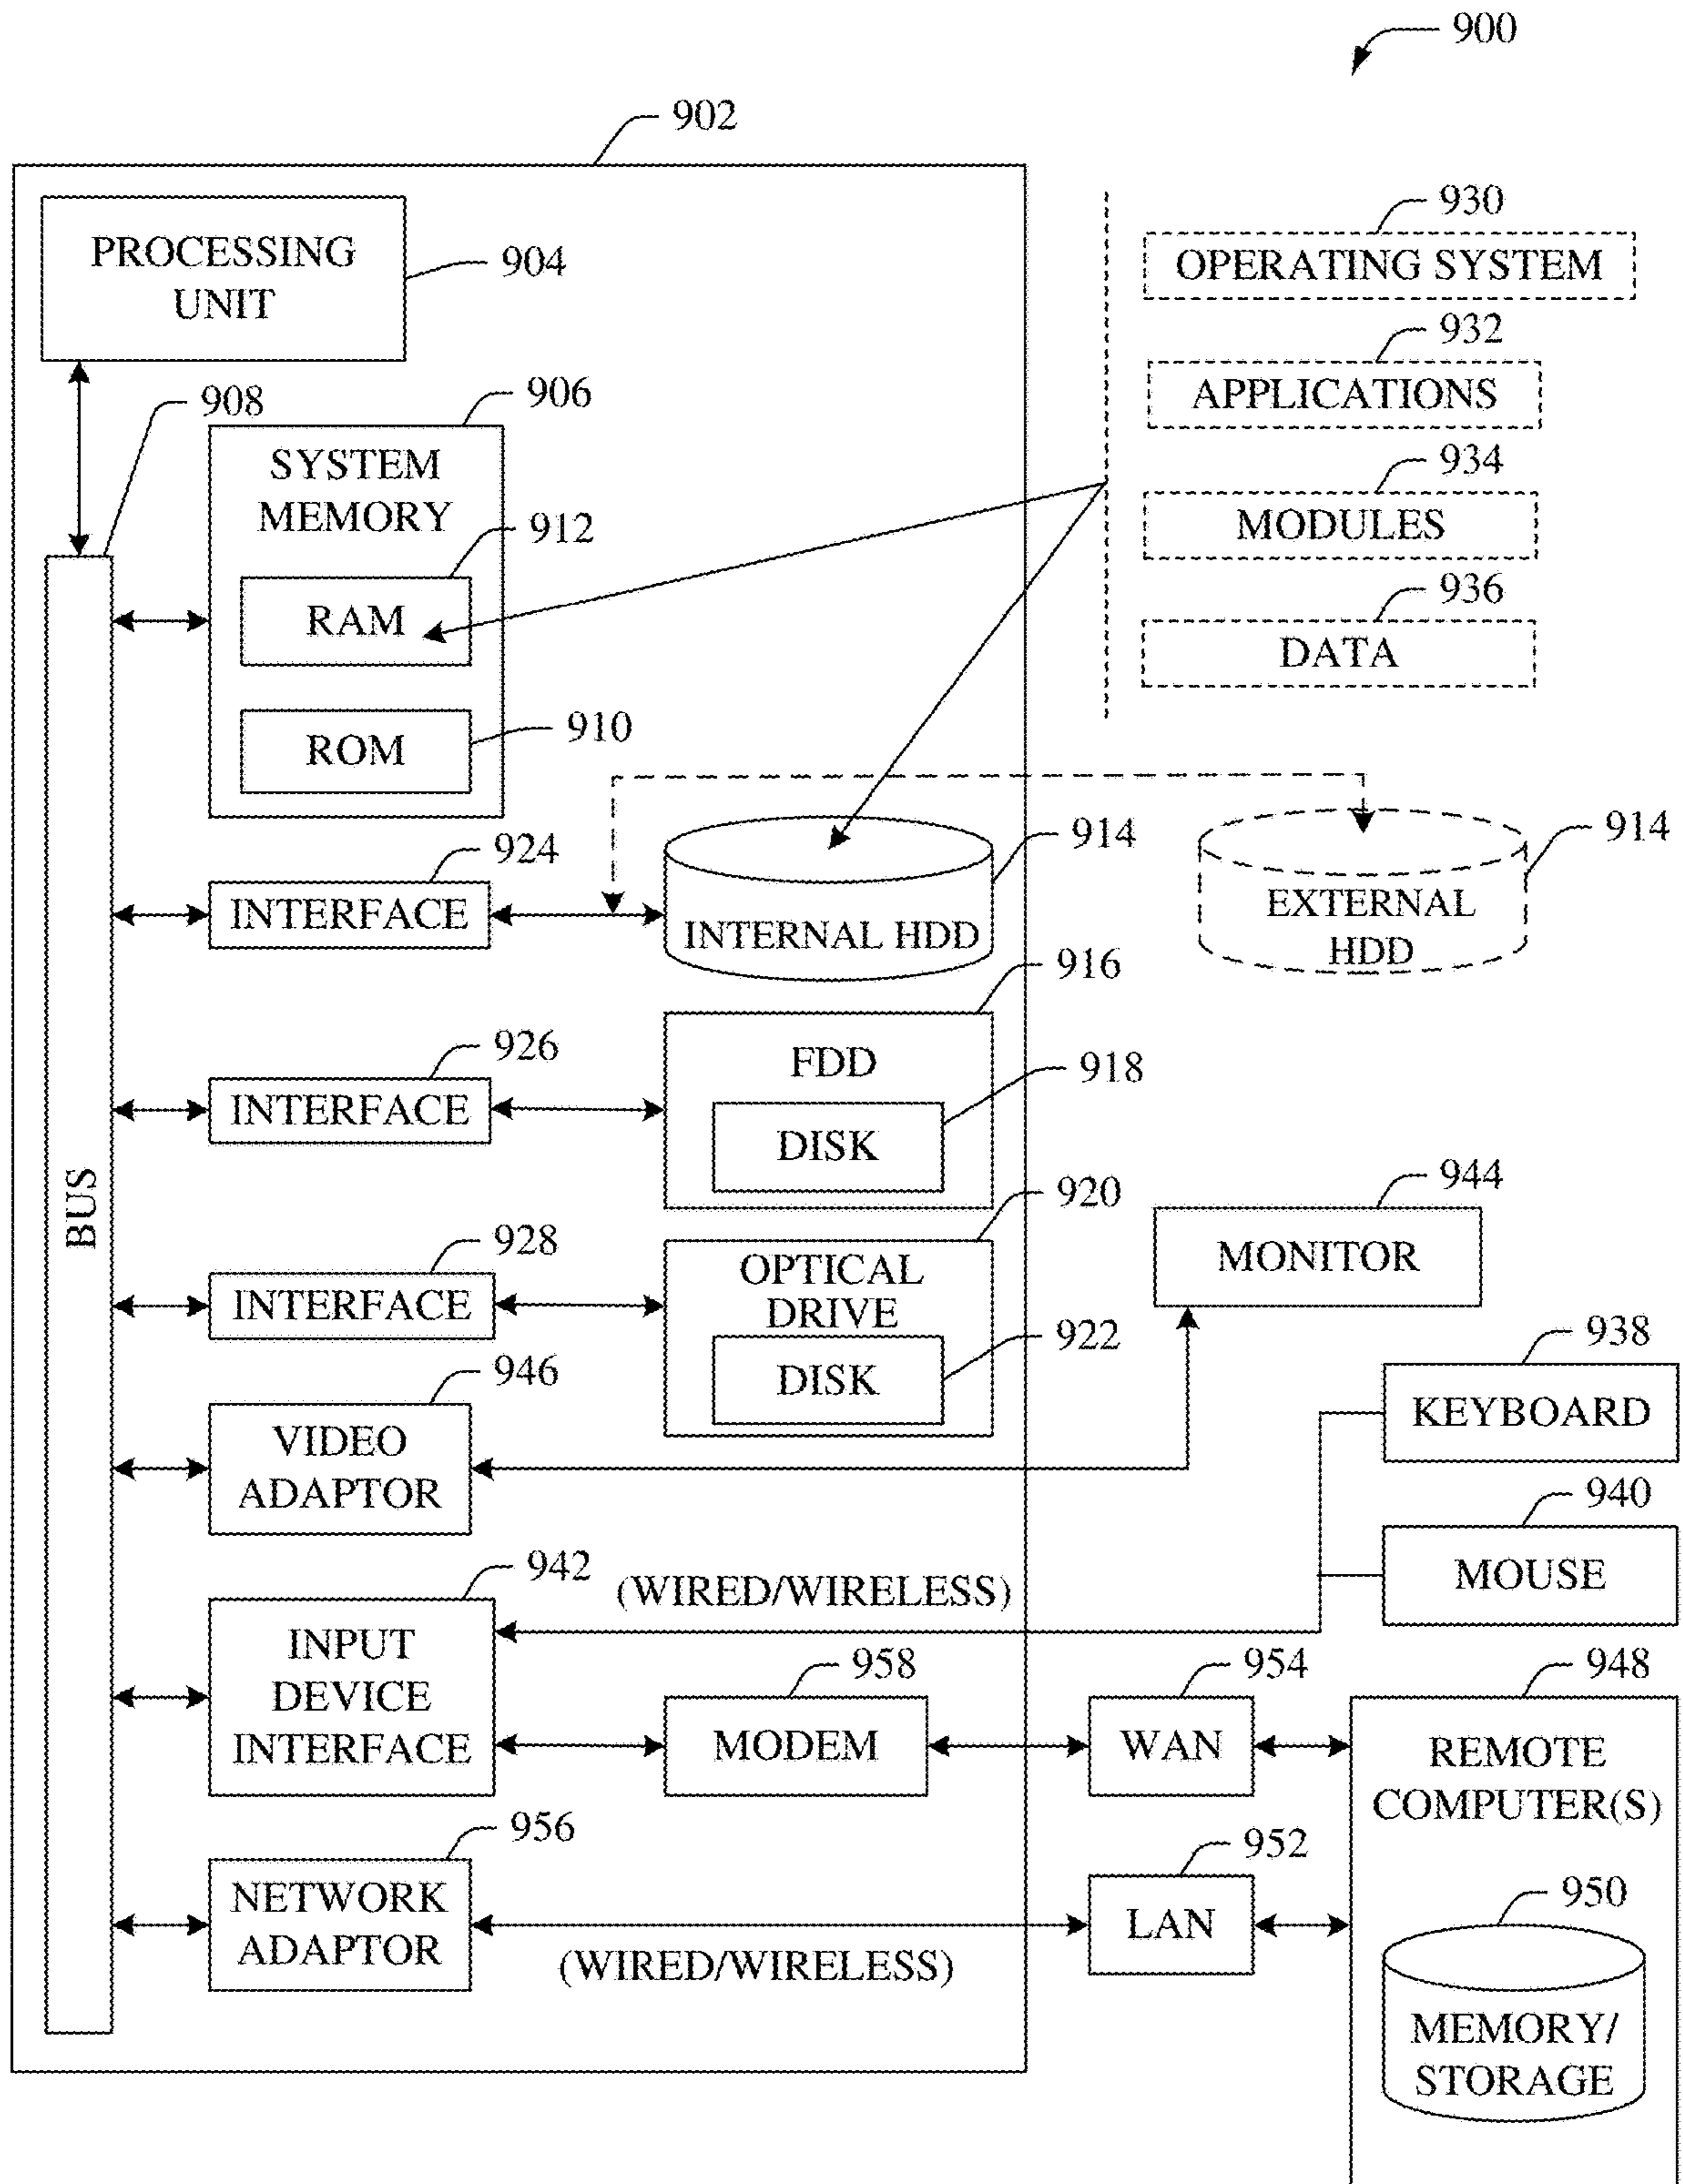 900
902
PROCESSING
UNIT
904
930
OPERATING SYSTEM
932
APPLICATIONS
934
MODULES
936
DATA
908
906
SYSTEM
MEMORY
912
RAM
910
ROM
BUS
924
INTERFACE
914
INTERNAL HDD
914
EXTERNAL
HDD
926
INTERFACE
916
FDD
918
DISK
928
INTERFACE
920
OPTICAL
DRIVE
922
DISK
944
MONITOR
946
VIDEO
ADAPTOR
938
KEYBOARD
940
MOUSE
942
INPUT
DEVICE
INTERFACE
(WIRED/WIRELESS)
958
MODEM
954
WAN
948
REMOTE
COMPUTER(S)
956
NETWORK
ADAPTOR
(WIRED/WIRELESS)
952
LAN
950
MEMORY/
STORAGE